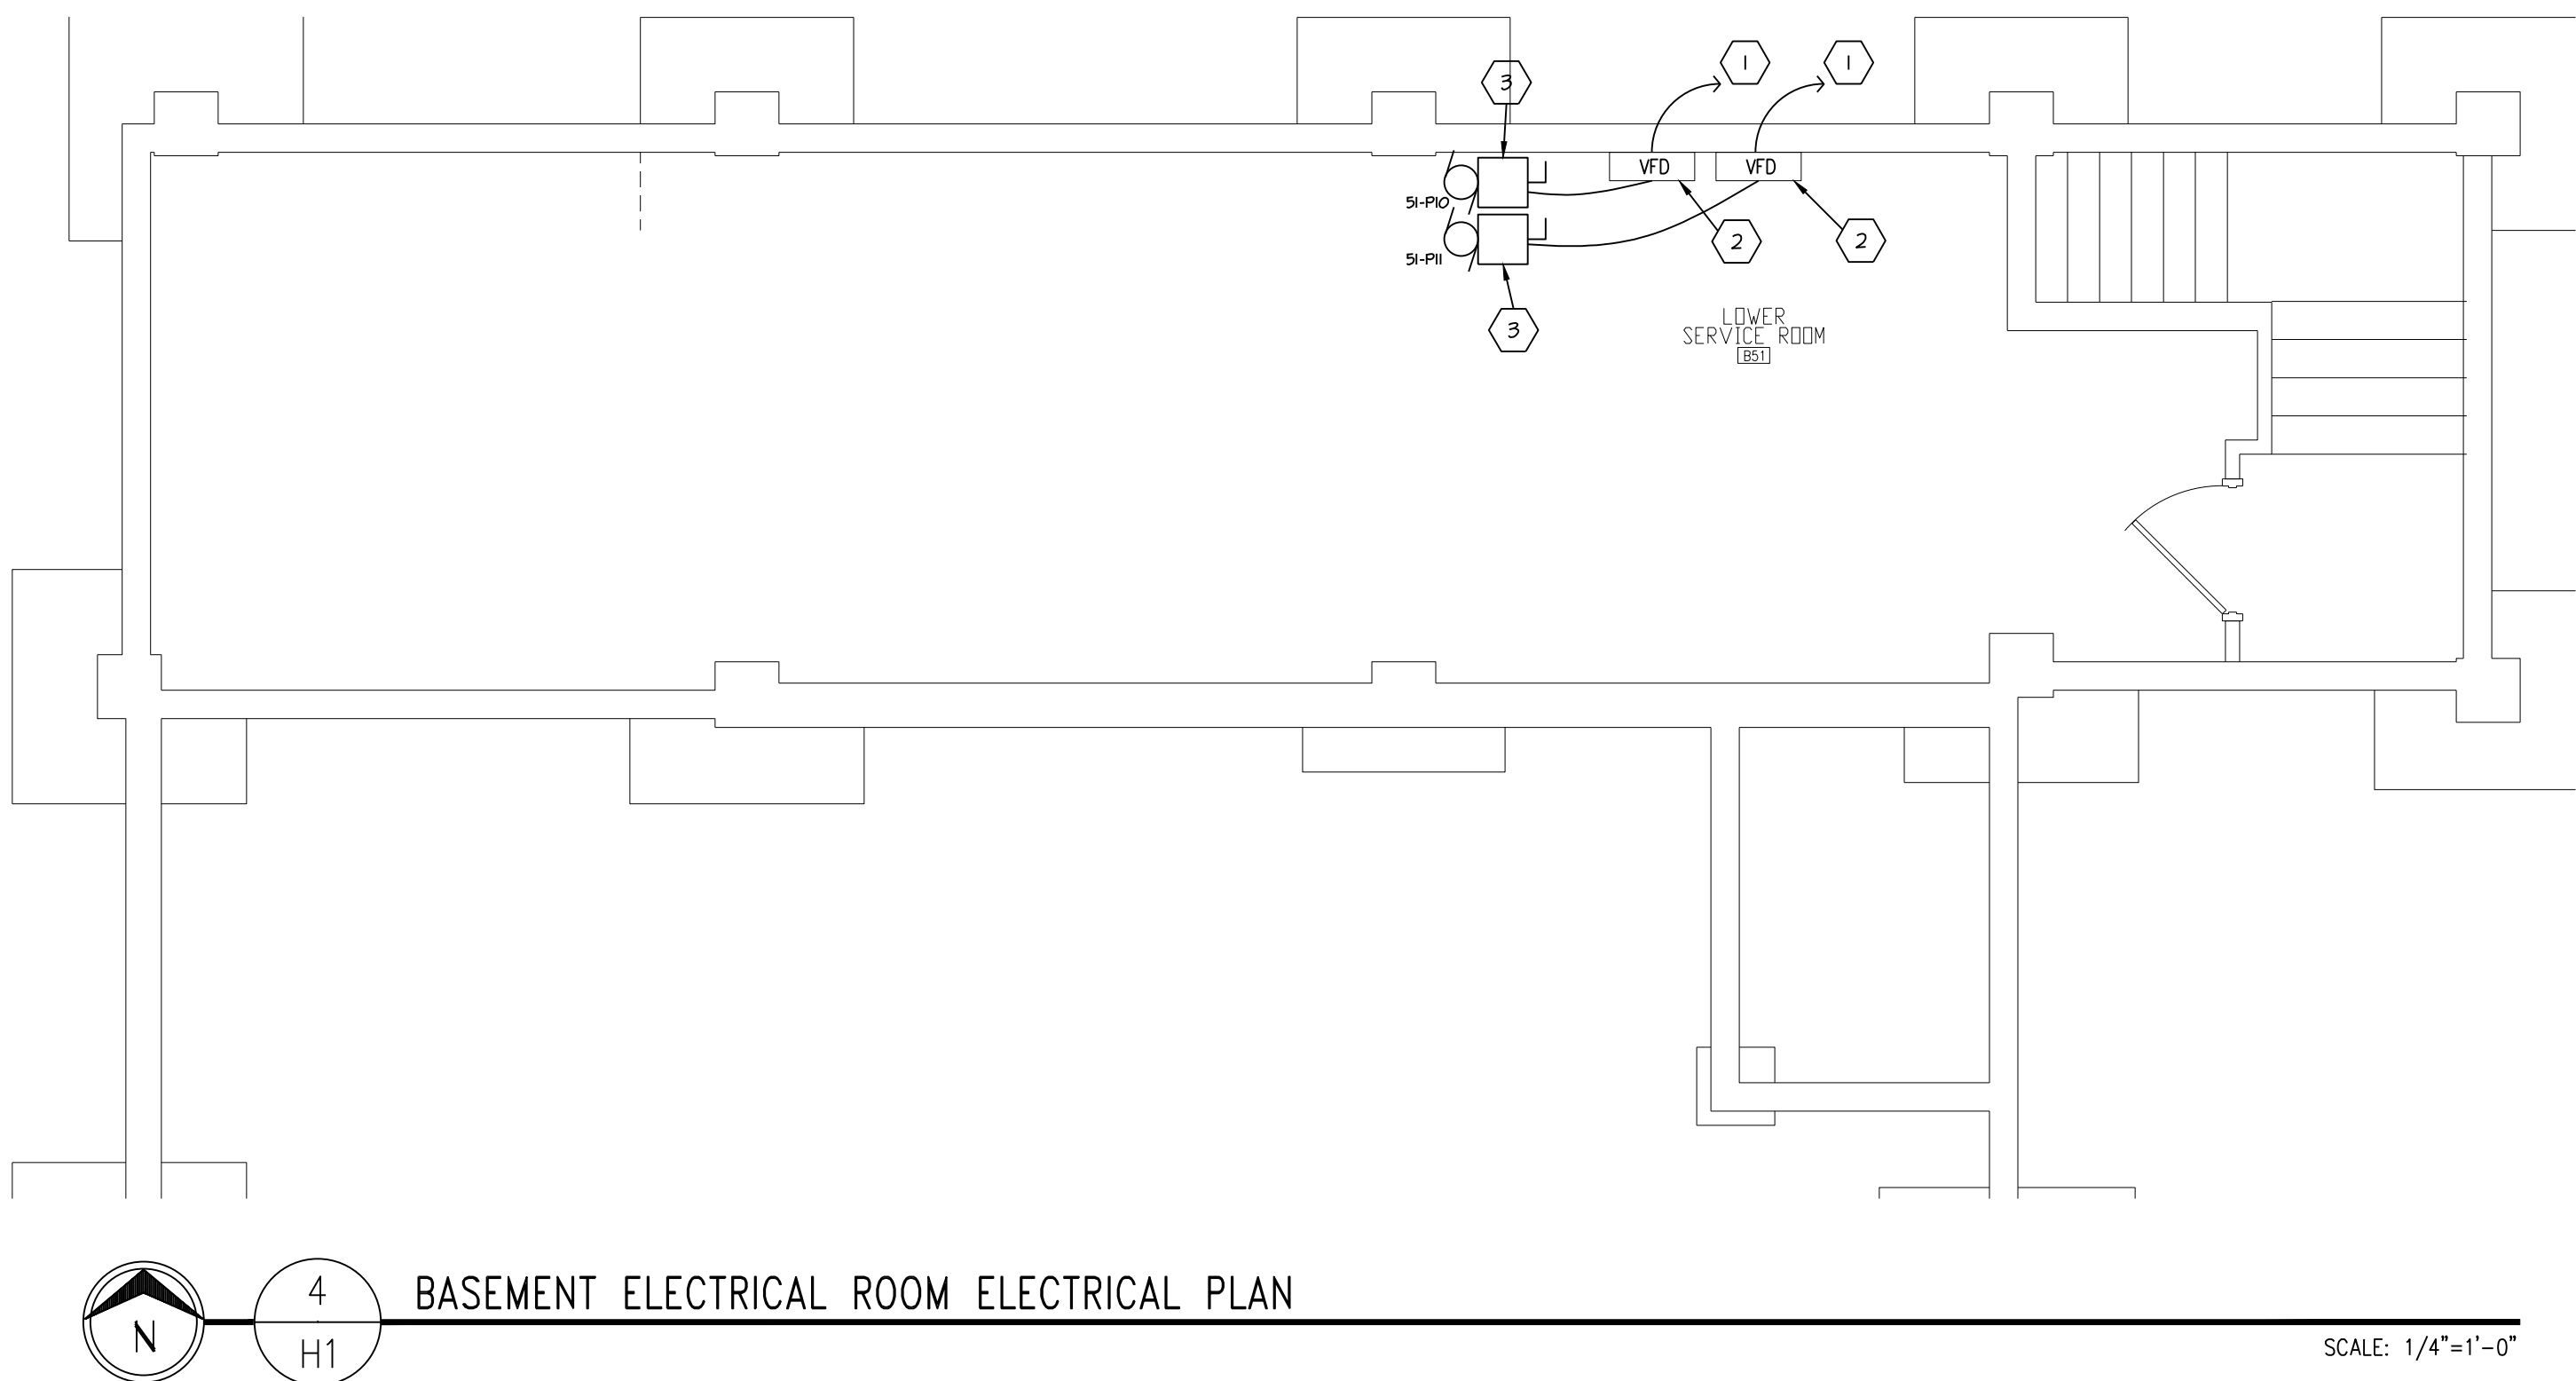 3
1
1
VFD
VFD
51-P10
51-P11
2
2
3
LOWER
SERVICE ROOM
B51
N
4
H1
BASEMENT ELECTRICAL ROOM ELECTRICAL PLAN
SCALE: 1/4"=1'-0"